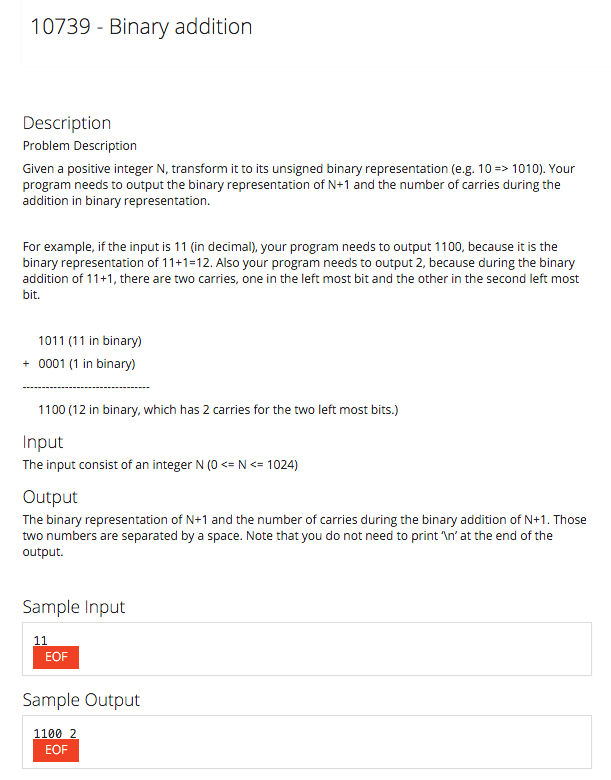 10739 - Binary addition
Description
Problem Description
Given a positive integer N, transform it to its unsigned binary representation (e.g. 10 => 1010). Your
program needs to output the binary representation of N+1 and the number of carries during the
addition in binary representation.
For example, if the input is 11 (in decimal), your program needs to output 1100, because it is the
binary representation of 11+1=12. Also your program needs to output 2, because during the binary
addition of 11+1, there are two carries, one in the left most bit and the other in the second left most
bit.
1011 (11 in binary)
+ 0001 (1 in binary)
---------------------------------
1100 (12 in binary, which has 2 carries for the two left most bits.)
Input
The input consist of an integer N (0 <= N <= 1024)
Output
The binary representation of N+1 and the number of carries during the binary addition of N+1. Those
two numbers are separated by a space. Note that you do not need to print '\n' at the end of the
output.
Sample Input
11
EOF
Sample Output
1100 2
EOF